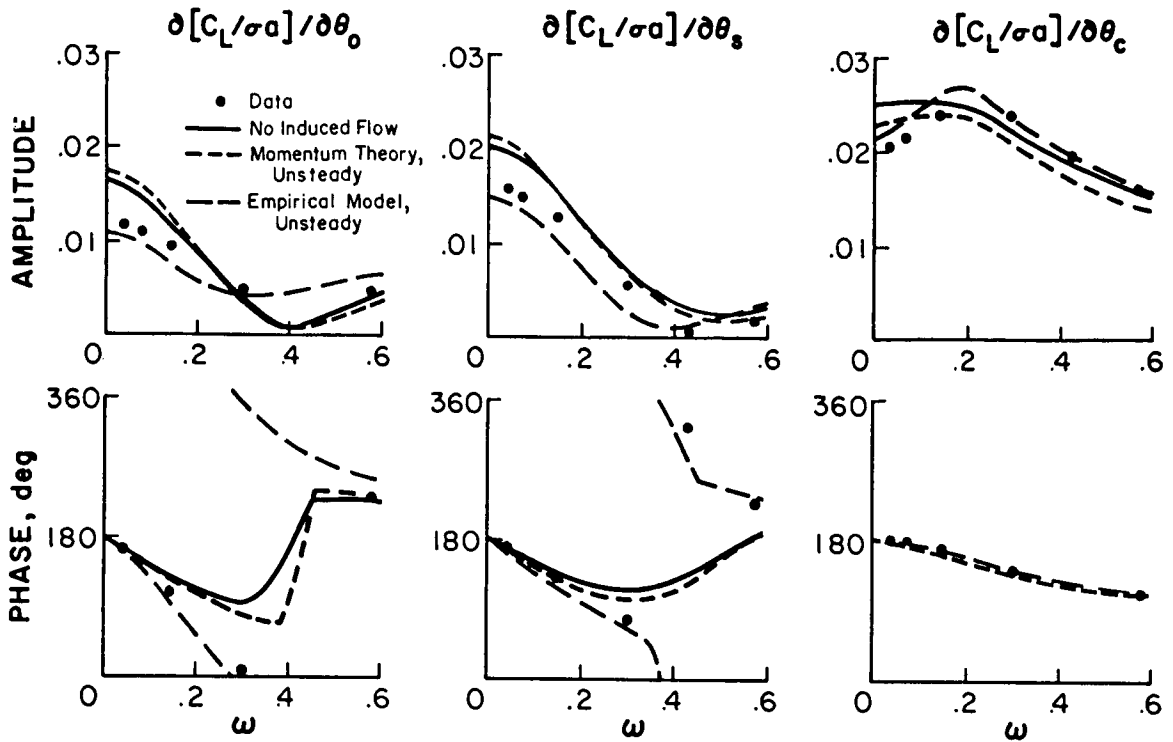 ∂[C_L/σa]/∂θ_o
∂[C_L/σa]/∂θ_s
∂[C_L/σa]/∂θ_c
AMPLITUDE
.03
.02
.01
0 .2 .4 .6
Data
No Induced Flow
Momentum Theory,
Unsteady
Empirical Model,
Unsteady
.03
.02
.01
0 .2 .4 .6
.03
.02
.01
0 .2 .4 .6
PHASE, deg
360
180
0 .2 .4 .6
ω
360
180
0 .2 .4 .6
ω
360
180
0 .2 .4 .6
ω